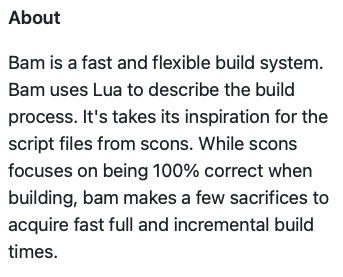 About
Bam is a fast and flexible build system.
Bam uses Lua to describe the build
process. It's takes its inspiration for the
script files from scons. While scons
focuses on being 100% correct when
building, bam makes a few sacrifices to
acquire fast full and incremental build
times.